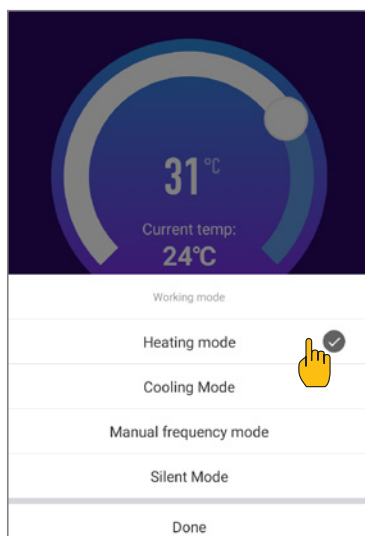 31°C
Current temp:
24°C
Working mode
Heating mode
Cooling Mode
Manual frequency mode
Silent Mode
Done